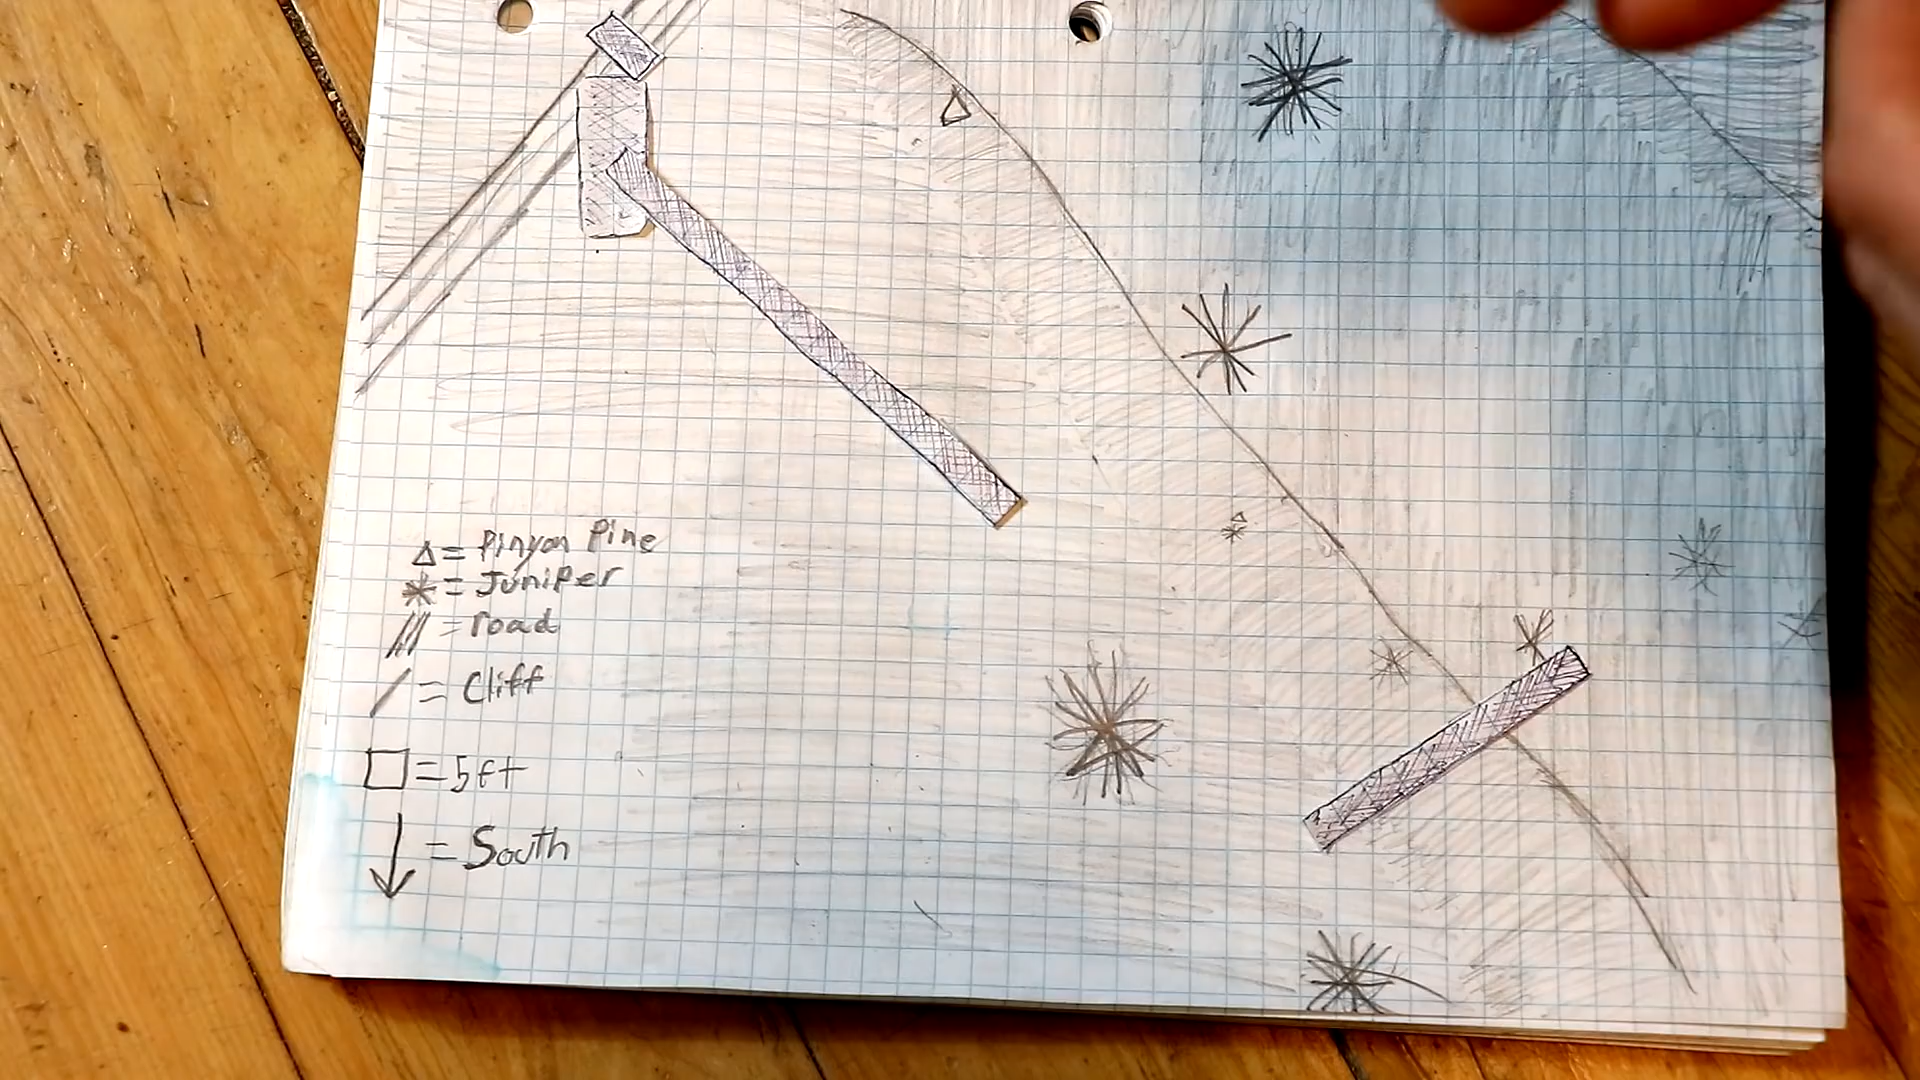 Δ = Pinyon Pine
* = Juniper
/// = road
/ = Cliff
□ = 5ft
↓ = South